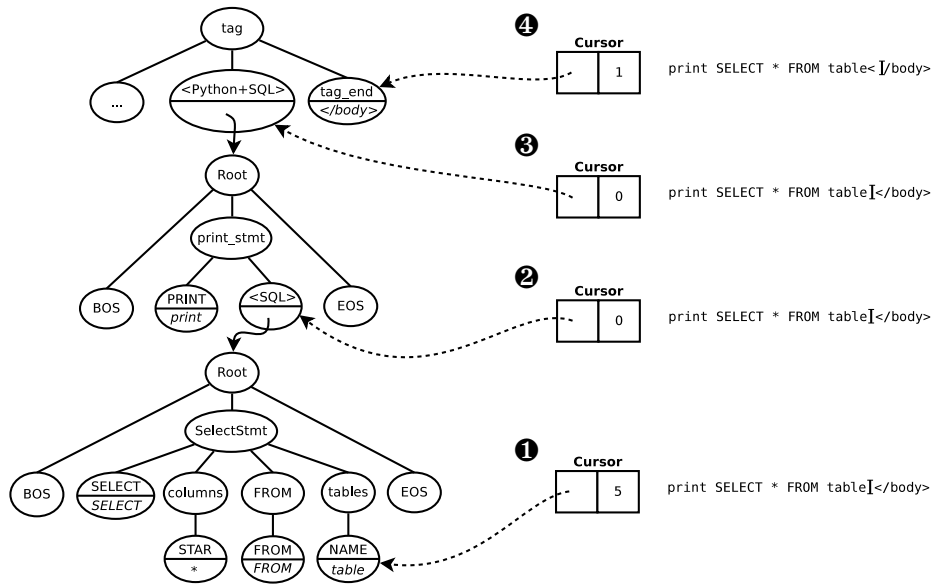 tag
...
<Python+SQL>
tag_end
</body>
❹
Cursor
1
print SELECT * FROM table< /body>
Root
❸
Cursor
0
print SELECT * FROM table</body>
print_stmt
BOS
PRINT
print
<SQL>
EOS
❷
Cursor
0
print SELECT * FROM table</body>
Root
SelectStmt
BOS
SELECT
SELECT
columns
FROM
tables
EOS
❶
Cursor
5
print SELECT * FROM table</body>
STAR
*
FROM
FROM
NAME
table